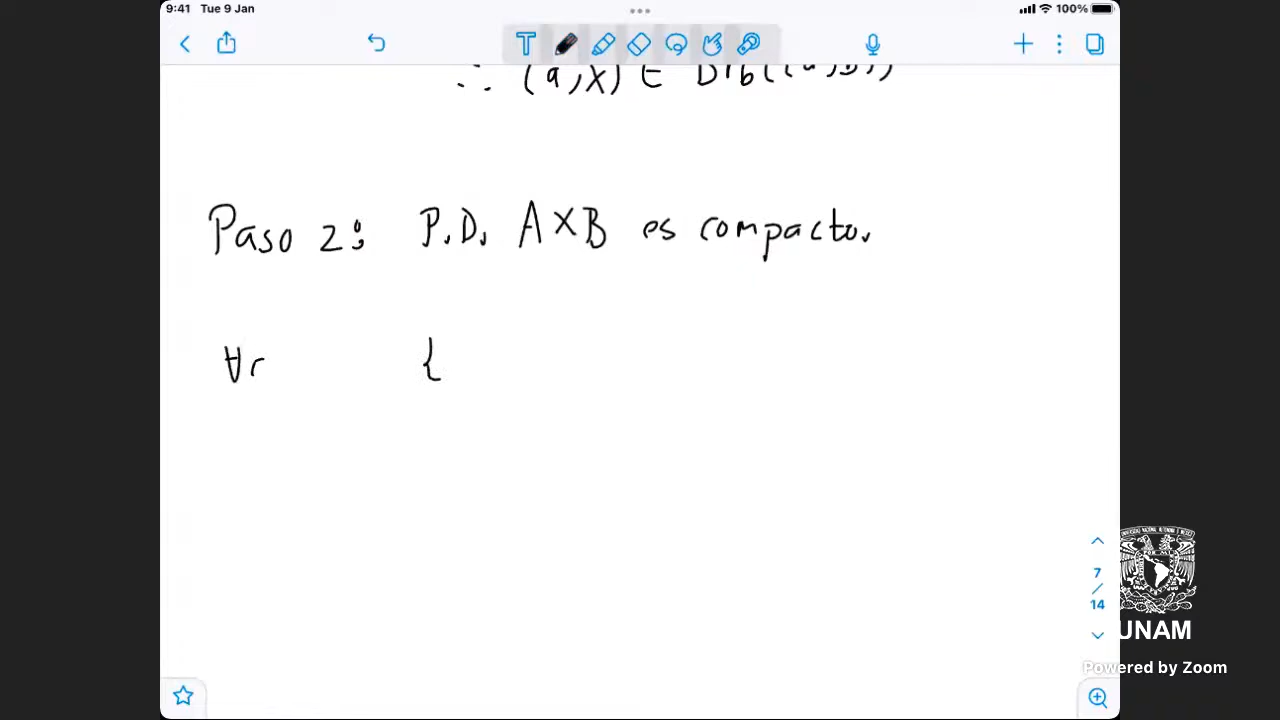 9:41 Tue 9 Jan
100%
∴ (a,x) ∈
Paso 2: P.D. A×B es compacto.
∀r {
7
/
14
UNAM
Powered by Zoom